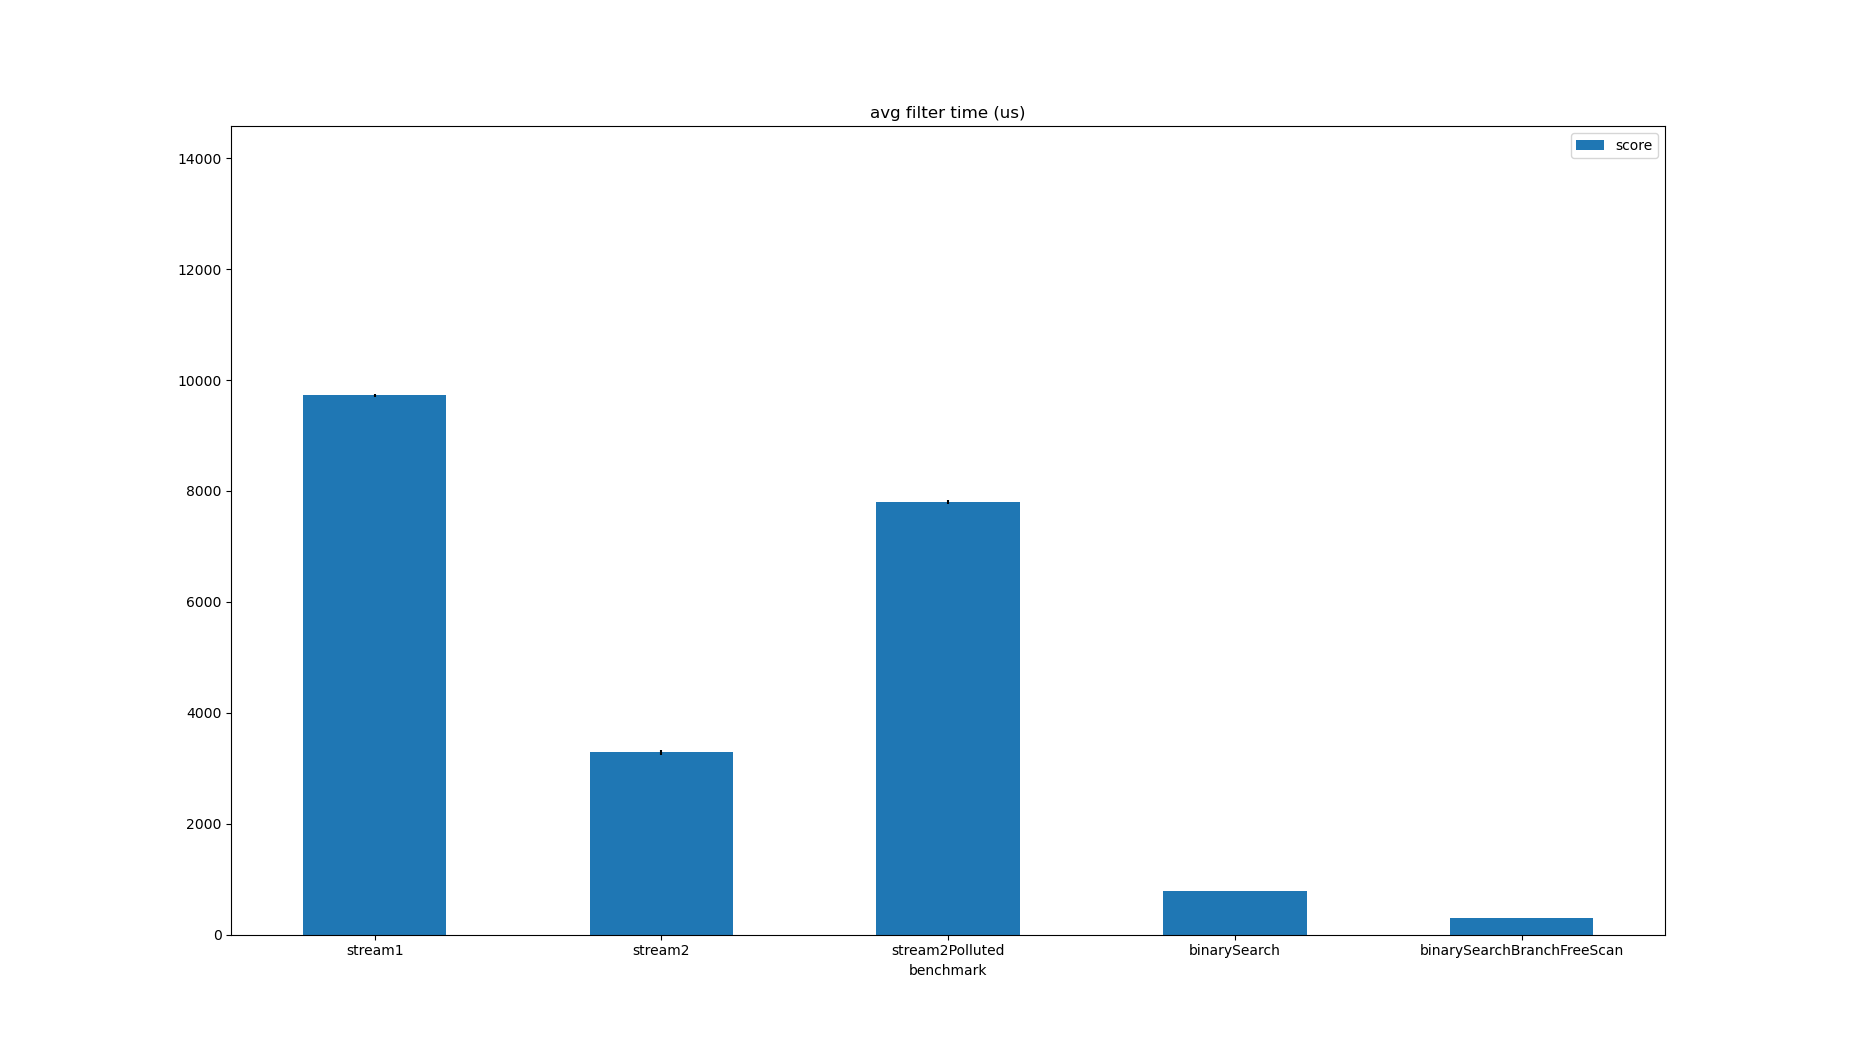 avg filter time (us)
score
14000
12000
10000
8000
6000
4000
2000
0
stream1 stream2 stream2Polluted binarySearch binarySearchBranchFreeScan
benchmark